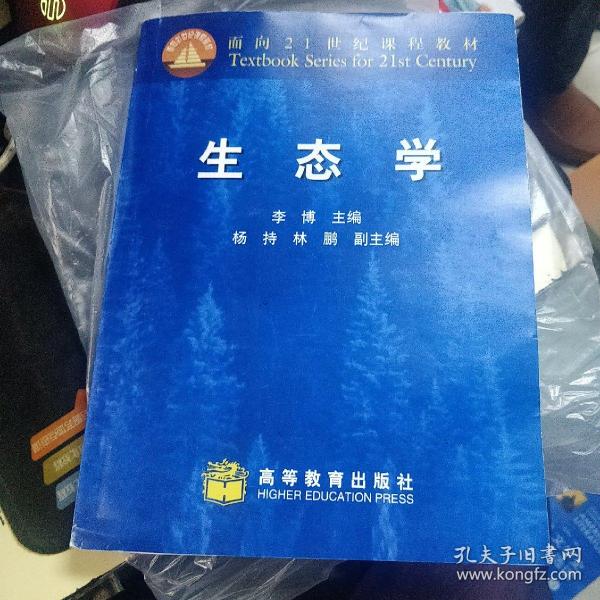 面向21世纪课程教材
Textbook Series for 21st Century
生态学
李博 主编
杨持 林鹏 副主编
高等教育出版社
HIGHER EDUCATION PRESS
孔夫子旧书网
www.kongfz.com